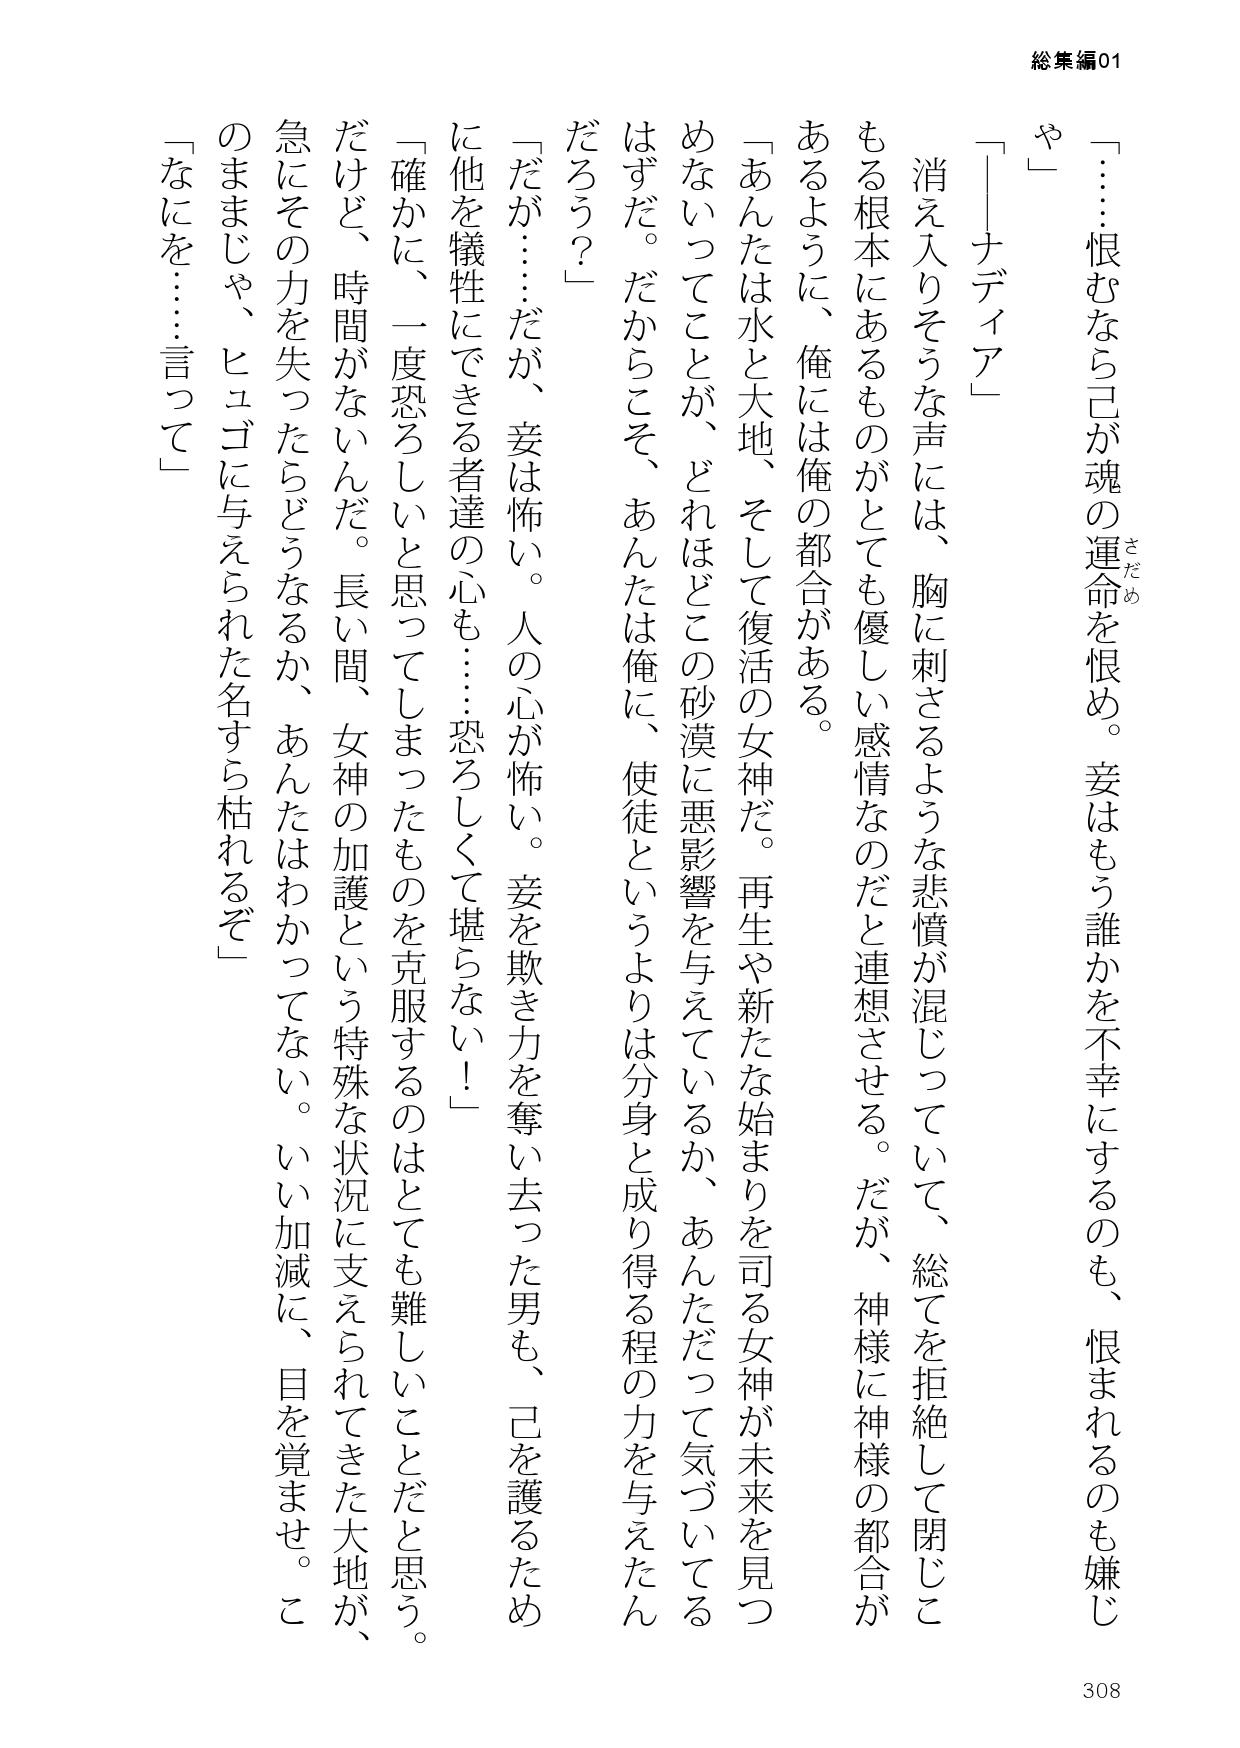 総集編01
「……恨むなら己が魂の運命を恨め。妾はもう誰かを不幸にするのも、恨まれるのも嫌じ
さだめ
や」
「――ナディア」
消え入りそうな声には、胸に刺さるような悲憤が混じっていて、総てを拒絶して閉じこ
もる根本にあるものがとても優しい感情なのだと連想させる。だが、神様に神様の都合が
あるように、俺には俺の都合がある。
「あんたは水と大地、そして復活の女神だ。再生や新たな始まりを司る女神が未来を見つ
めないってことが、どれほどこの砂漠に悪影響を与えているか、あんただって気づいてる
はずだ。だからこそ、あんたは俺に、使徒というよりは分身と成り得る程の力を与えたん
だろう？」
「だが……だが、妾は怖い。人の心が怖い。妾を欺き力を奪い去った男も、己を護るため
に他を犠牲にできる者達の心も……恐ろしくて堪らない！」
「確かに、一度恐ろしいと思ってしまったものを克服するのはとても難しいことだと思う。
だけど、時間がないんだ。長い間、女神の加護という特殊な状況に支えられてきた大地が、
急にその力を失ったらどうなるか、あんたはわかってない。いい加減に、目を覚ませ。こ
のままじゃ、ヒュゴに与えられた名すら枯れるぞ」
「なにを……言って」
308